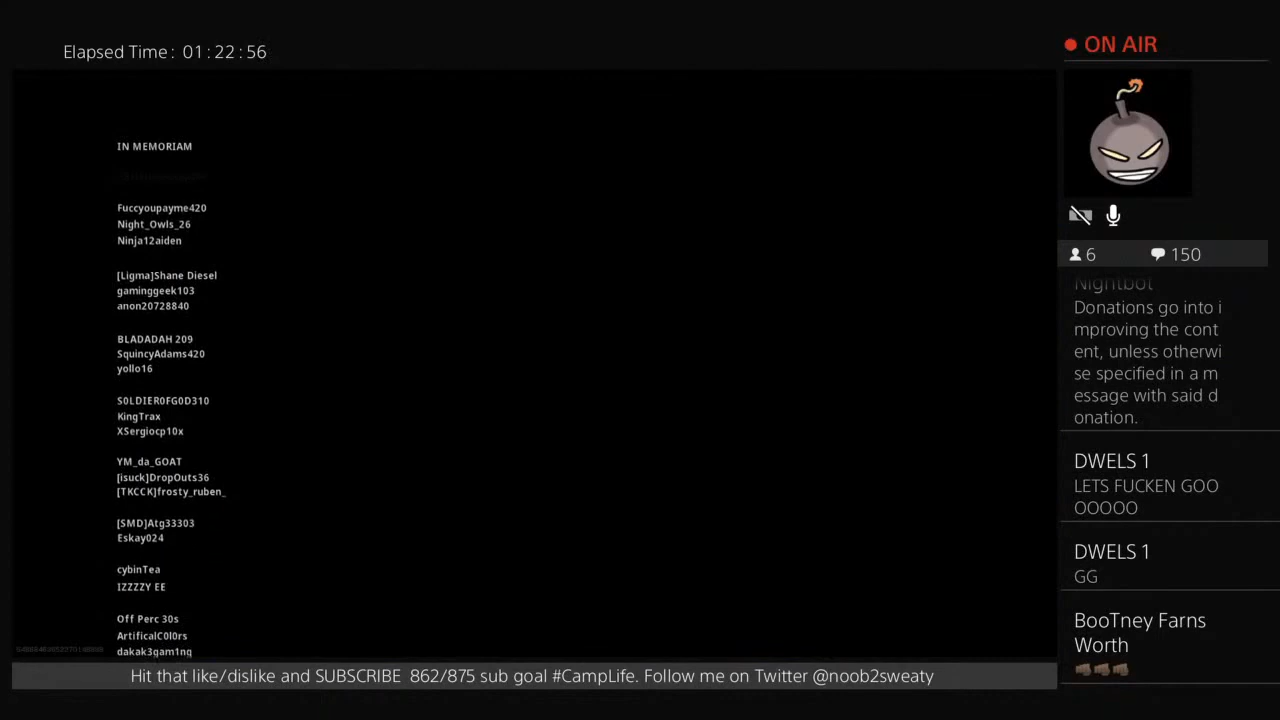 Elapsed Time: 01:22:56
ON AIR
IN MEMORIAM
Fuccyoupayme420
Night_Owls_26
Ninja12aiden
[Ligma]Shane Diesel
gaminggeek103
anon20728840
BLADADAH 209
SquincyAdams420
yollo16
S0LDIER0FG0D310
KingTrax
XSergiocp10x
YM_da_GOAT
[isuck]DropOuts36
[TKCCK]frosty_ruben_
[SMD]Atg33303
Eskay024
cybinTea
IZZZZY EE
Off Perc 30s
ArtificalC0l0rs
dakak3gam1ng
Hit that like/dislike and SUBSCRIBE 862/875 sub goal #CampLife. Follow me on Twitter @noob2sweaty
6 150
Nightbot
Donations go into i
mproving the cont
ent, unless otherwi
se specified in a m
essage with said d
onation.
DWELS 1
LETS FUCKEN GOO
OOOOO
DWELS 1
GG
BooTney Farns
Worth